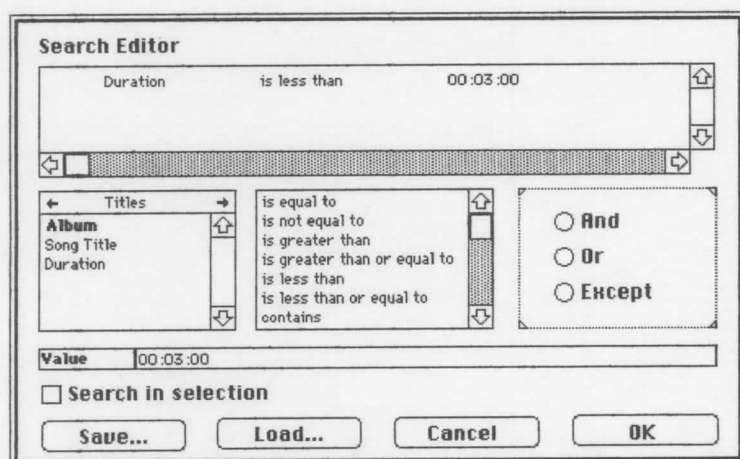 Search Editor
Duration is less than 00:03:00
Titles
Album
Song Title
Duration
is equal to
is not equal to
is greater than
is greater than or equal to
is less than
is less than or equal to
contains
And
Or
Except
Value 00:03:00
Search in selection
Save... Load... Cancel OK